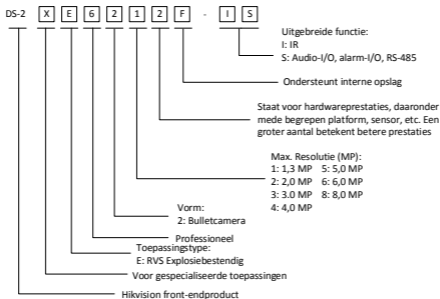 DS-2 X E 6 2 1 2 F - I S
Uitgebreide functie:
I: IR
S: Audio-I/O, alarm-I/O, RS-485
Ondersteunt interne opslag
Staat voor hardwareprestaties, daaronder
mede begrepen platform, sensor, etc. Een
groter aantal betekent betere prestaties
Max. Resolutie (MP):
1: 1,3 MP 5: 5,0 MP
2: 2,0 MP 6: 6,0 MP
3: 3.0 MP 8: 8,0 MP
4: 4,0 MP
Vorm:
2: Bulletcamera
Professioneel
Toepassingstype:
E: RVS Explosiebestendig
Voor gespecialiseerde toepassingen
Hikvision front-endproduct